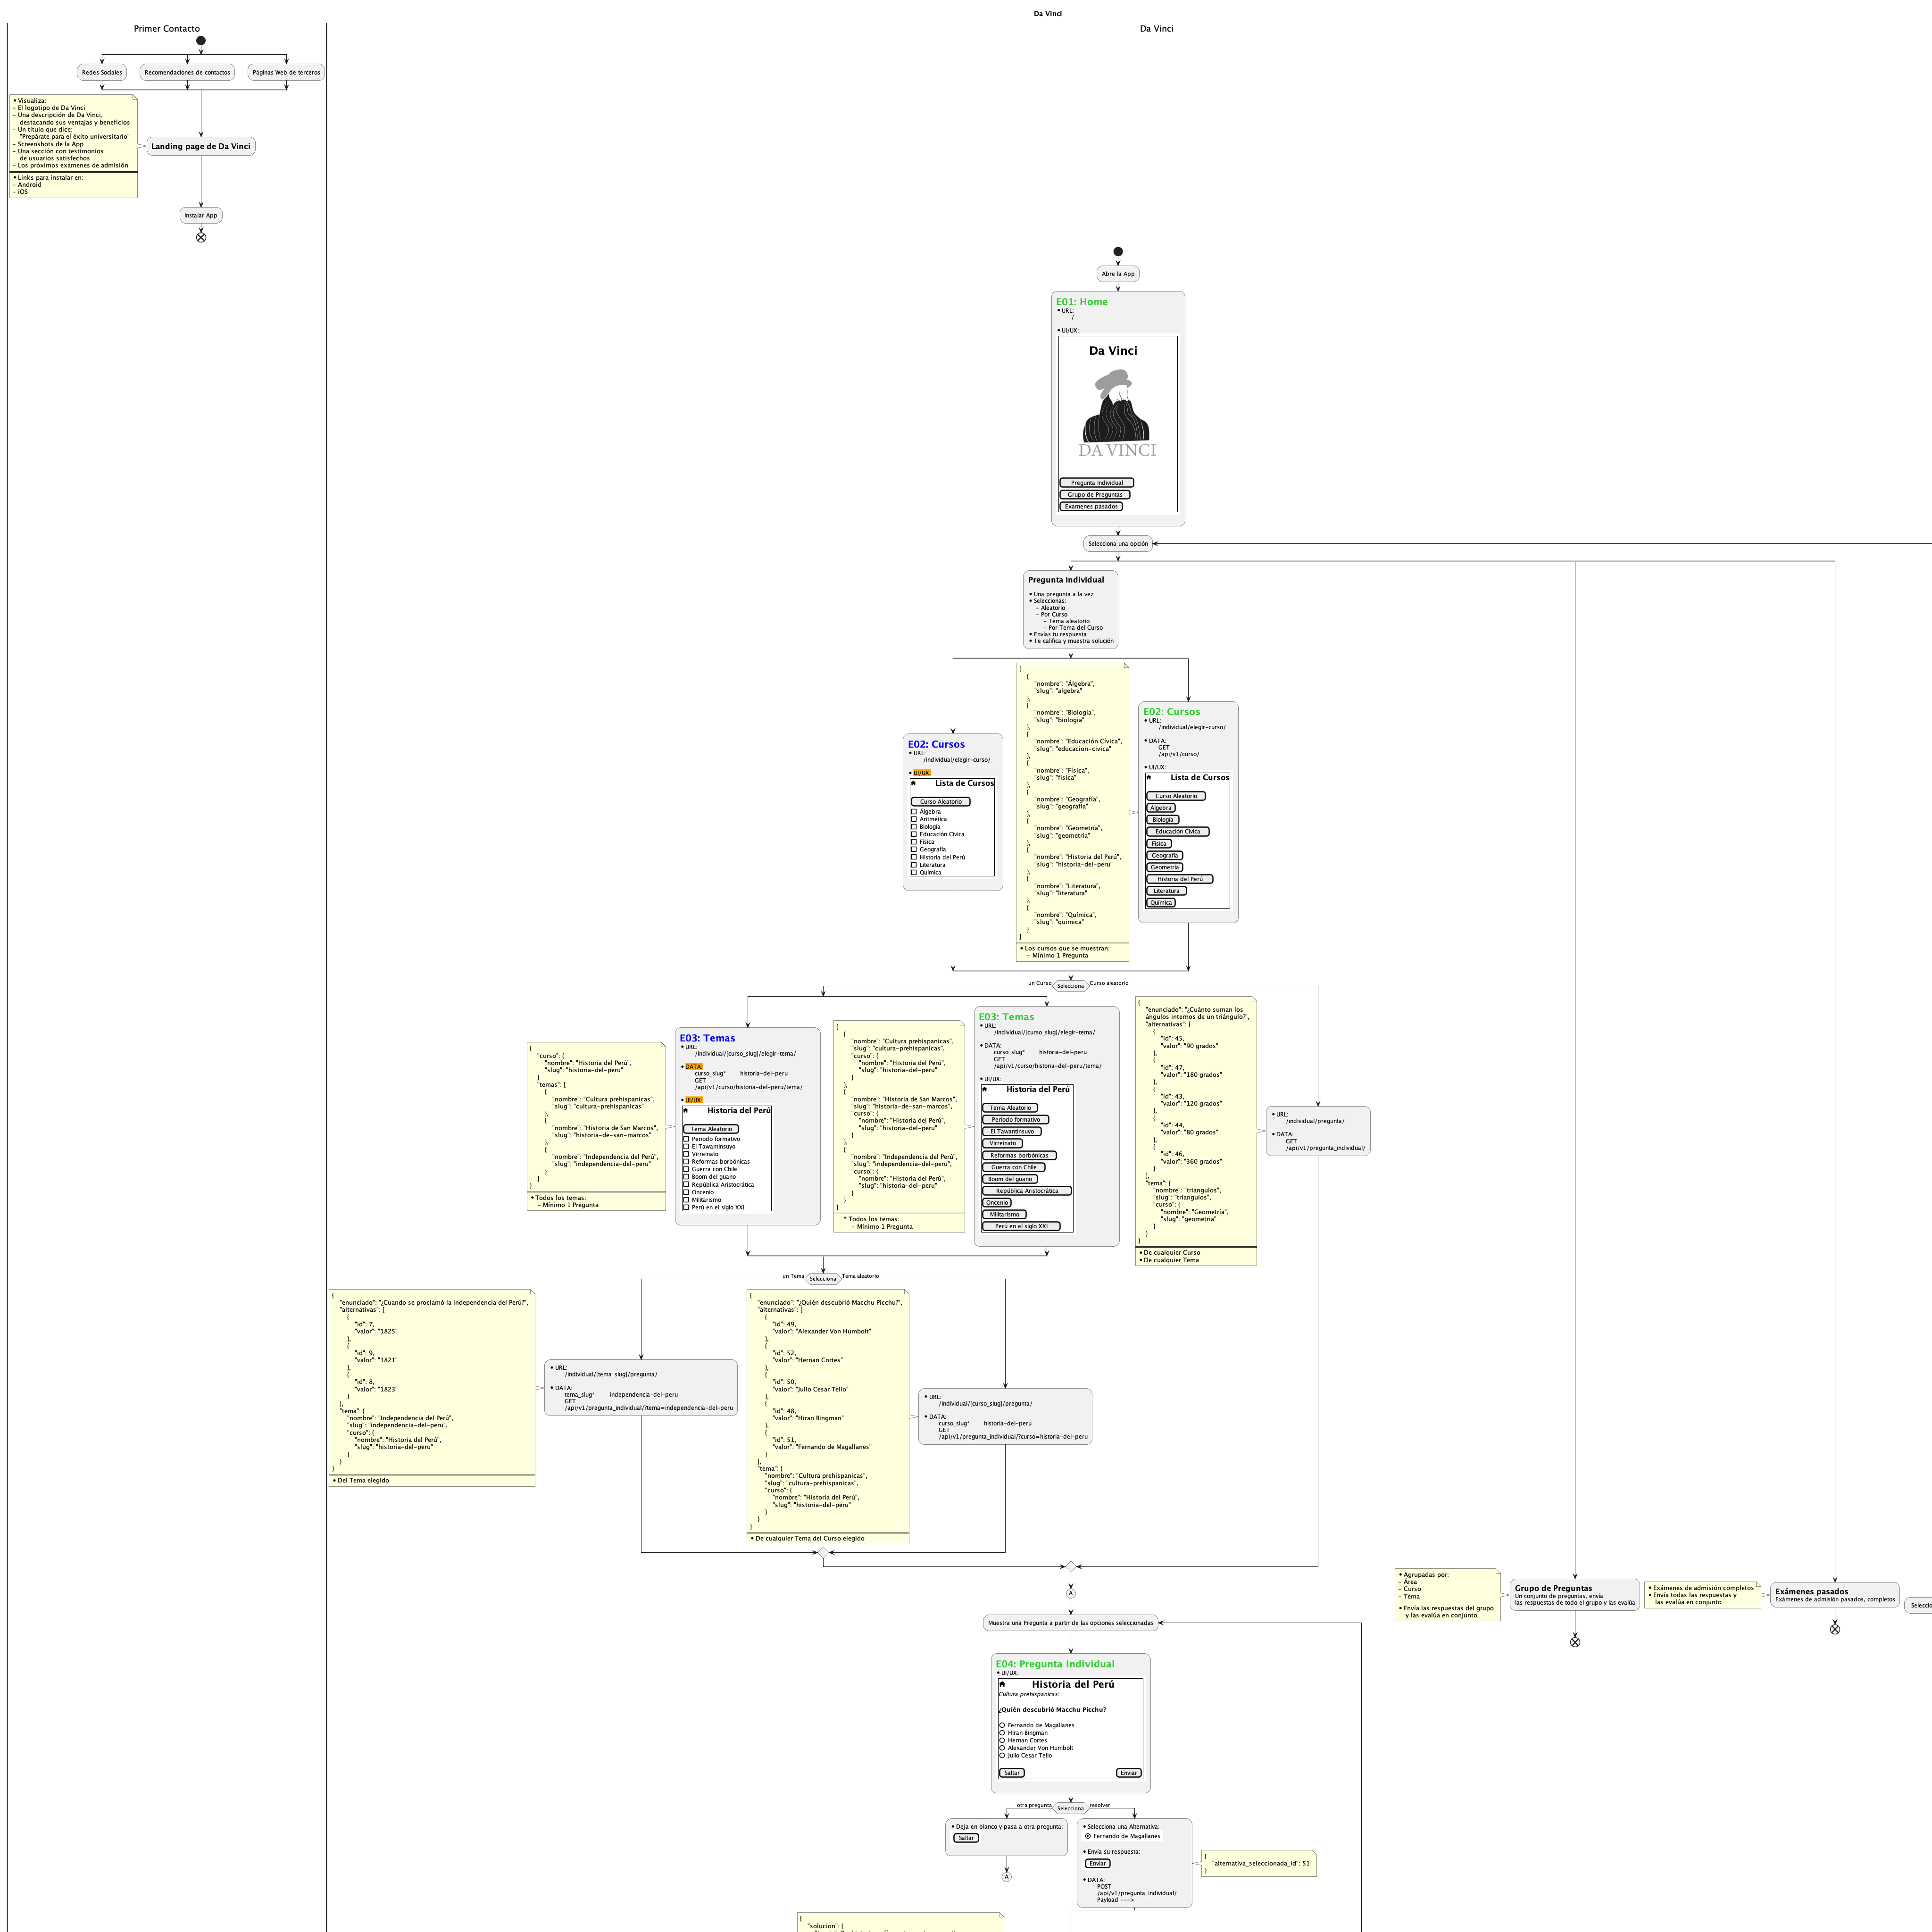 Da Vinci
Primer Contacto
Da Vinci
Redes Sociales
Recomendaciones de contactos
Páginas Web de terceros
• Visualiza:
- El logotipo de Da Vinci
- Una descripción de Da Vinci,
destacando sus ventajas y beneficios
- Un título que dice:
"Prepárate para el éxito universitario"
- Screenshots de la App
- Una sección con testimonios
de usuarios satisfechos
- Los próximos examenes de admisión
• Links para instalar en:
- Android
- iOS
Landing page de Da Vinci
Instalar App
Abre la App
E01: Home
• URL:
/
• UI/UX:
Da Vinci
DA VINCI
Pregunta Individual
Grupo de Preguntas
Examenes pasados
Selecciona una opción
Pregunta Individual
• Una pregunta a la vez
• Seleccionas:
- Aleatorio
- Por Curso
- Tema aleatorio
- Por Tema del Curso
• Envías tu respuesta
• Te califica y muestra solución
E02: Cursos
• URL:
/individual/elegir-curso/
• UI/UX:
Lista de Cursos
Curso Aleatorio
Álgebra
Aritmética
Biología
Educación Cívica
Física
Geografía
Historia del Perú
Literatura
Química
[
{
"nombre": "Álgebra",
"slug": "algebra"
},
{
"nombre": "Biología",
"slug": "biologia"
},
{
"nombre": "Educación Cívica",
"slug": "educacion-civica"
},
{
"nombre": "Física",
"slug": "fisica"
},
{
"nombre": "Geografía",
"slug": "geografia"
},
{
"nombre": "Geometría",
"slug": "geometria"
},
{
"nombre": "Historia del Perú",
"slug": "historia-del-peru"
},
{
"nombre": "Literatura",
"slug": "literatura"
},
{
"nombre": "Química",
"slug": "quimica"
}
]
• Los cursos que se muestran:
- Mínimo 1 Pregunta
E02: Cursos
• URL:
/individual/elegir-curso/
• DATA:
GET
/api/v1/curso/
• UI/UX:
Lista de Cursos
Curso Aleatorio
Álgebra
Biología
Educación Cívica
Física
Geografía
Geometría
Historia del Perú
Literatura
Química
un Curso
Selecciona
Curso aleatorio
{
"curso": {
"nombre": "Historia del Perú",
"slug": "historia-del-peru"
}
"temas": [
{
"nombre": "Cultura prehispanicas",
"slug": "cultura-prehispanicas"
},
{
"nombre": "Historia de San Marcos",
"slug": "historia-de-san-marcos"
},
{
"nombre": "Independencia del Perú",
"slug": "independencia-del-peru"
}
]
}
• Todos los temas:
- Mínimo 1 Pregunta
E03: Temas
• URL:
/individual/[curso_slug]/elegir-tema/
• DATA:
curso_slug* historia-del-peru
GET
/api/v1/curso/historia-del-peru/tema/
• UI/UX:
Historia del Perú
Tema Aleatorio
Periodo formativo
El Tawantinsuyo
Virreinato
Reformas borbónicas
Guerra con Chile
Boom del guano
República Aristocrática
Oncenio
Militarismo
Perú en el siglo XXI
[
{
"nombre": "Cultura prehispanicas",
"slug": "cultura-prehispanicas",
"curso": {
"nombre": "Historia del Perú",
"slug": "historia-del-peru"
}
},
{
"nombre": "Historia de San Marcos",
"slug": "historia-de-san-marcos",
"curso": {
"nombre": "Historia del Perú",
"slug": "historia-del-peru"
}
},
{
"nombre": "Independencia del Perú",
"slug": "independencia-del-peru",
"curso": {
"nombre": "Historia del Perú",
"slug": "historia-del-peru"
}
}
]
* Todos los temas:
- Mínimo 1 Pregunta
E03: Temas
• URL:
/individual/[curso_slug]/elegir-tema/
• DATA:
curso_slug* historia-del-peru
GET
/api/v1/curso/historia-del-peru/tema/
• UI/UX:
Historia del Perú
Tema Aleatorio
Periodo formativo
El Tawantinsuyo
Virreinato
Reformas borbónicas
Guerra con Chile
Boom del guano
República Aristocrática
Oncenio
Militarismo
Perú en el siglo XXI
{
"enunciado": "¿Cuánto suman los
ángulos internos de un triángulo?",
"alternativas": [
{
"id": 45,
"valor": "90 grados"
},
{
"id": 47,
"valor": "180 grados"
},
{
"id": 43,
"valor": "120 grados"
},
{
"id": 44,
"valor": "80 grados"
},
{
"id": 46,
"valor": "360 grados"
}
],
"tema": {
"nombre": "triangulos",
"slug": "triangulos",
"curso": {
"nombre": "Geometría",
"slug": "geometria"
}
}
}
• De cualquier Curso
• De cualquier Tema
• URL:
/individual/pregunta/
• DATA:
GET
/api/v1/pregunta_individual/
un Tema
Selecciona
Tema aleatorio
{
"enunciado": "¿Cuando se proclamó la independencia del Perú?",
"alternativas": [
{
"id": 7,
"valor": "1825"
},
{
"id": 9,
"valor": "1821"
},
{
"id": 8,
"valor": "1823"
}
],
"tema": {
"nombre": "Independencia del Perú",
"slug": "independencia-del-peru",
"curso": {
"nombre": "Historia del Perú",
"slug": "historia-del-peru"
}
}
}
• Del Tema elegido
• URL:
/individual/[tema_slug]/pregunta/
• DATA:
tema_slug* independencia-del-peru
GET
/api/v1/pregunta_individual/?tema=independencia-del-peru
{
"enunciado": "¿Quién descubrió Macchu Picchu?",
"alternativas": [
{
"id": 49,
"valor": "Alexander Von Humbolt"
},
{
"id": 52,
"valor": "Hernan Cortes"
},
{
"id": 50,
"valor": "Julio Cesar Tello"
},
{
"id": 48,
"valor": "Hiran Bingman"
},
{
"id": 51,
"valor": "Fernando de Magallanes"
}
],
"tema": {
"nombre": "Cultura prehispanicas",
"slug": "cultura-prehispanicas",
"curso": {
"nombre": "Historia del Perú",
"slug": "historia-del-peru"
}
}
}
• De cualquier Tema del Curso elegido
• URL:
/individual/[curso_slug]/pregunta/
• DATA:
curso_slug* historia-del-peru
GET
/api/v1/pregunta_individual/?curso=historia-del-peru
A
Muestra una Pregunta a partir de las opciones seleccionadas
• Agrupadas por:
- Área
- Curso
- Tema
• Envía las respuestas del grupo
y las evalúa en conjunto
Grupo de Preguntas
Un conjunto de preguntas, envía
las respuestas de todo el grupo y las evalúa
• Exámenes de admisión completos
• Envía todas las respuestas y
las evalúa en conjunto
Exámenes pasados
Exámenes de admisión pasados, completos
Seleccio
E04: Pregunta Individual
• UI/UX:
Historia del Perú
Cultura prehispanicas:
¿Quién descubrió Macchu Picchu?
Fernando de Magallanes
Hiran Bingman
Hernan Cortes
Alexander Von Humbolt
Julio Cesar Tello
Saltar
Enviar
otra pregunta
Selecciona
resolver
• Deja en blanco y pasa a otra pregunta:
Saltar
A
• Selecciona una Alternativa:
Fernando de Magallanes
• Envía su respuesta:
Enviar
• DATA:
POST
/api/v1/pregunta_individual/
Payload --->
{
"alternativa_seleccionada_id": 51
}
{
"solucion": {